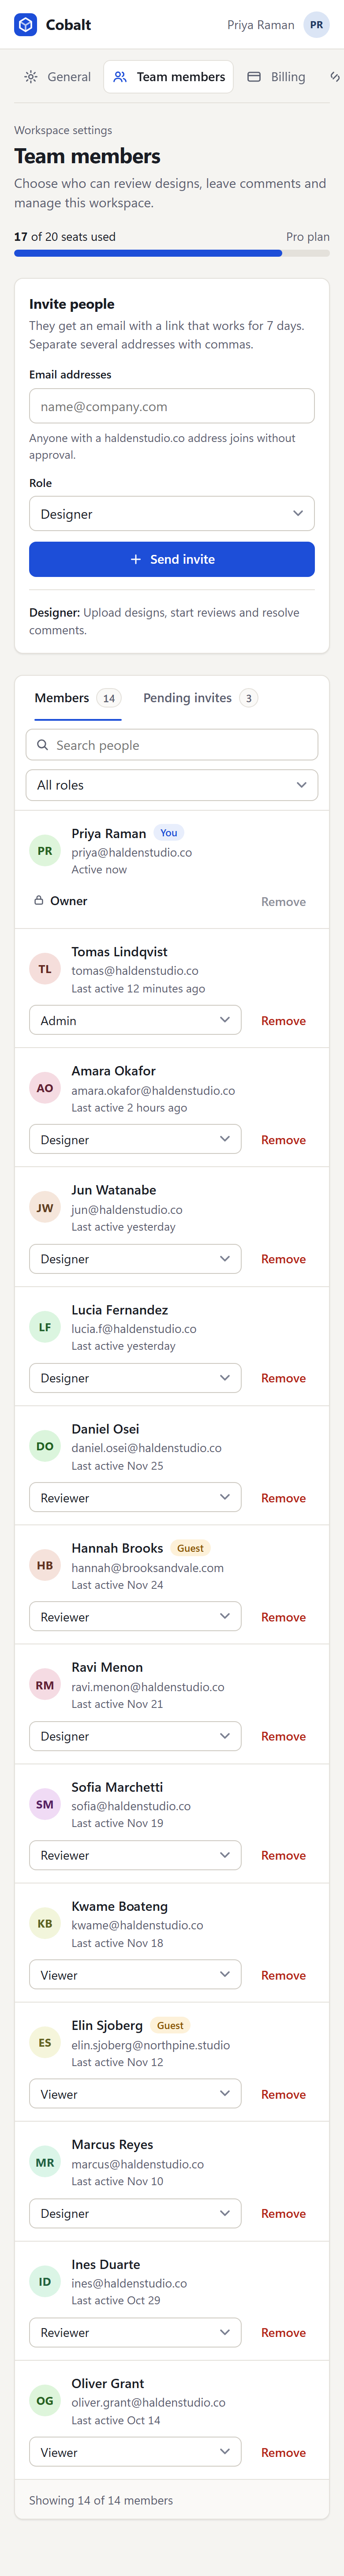 Cobalt
Priya Raman
PR
General
Team members
Billing
Workspace settings
Team members
Choose who can review designs, leave comments and
manage this workspace.
17 of 20 seats used
Pro plan
Invite people
They get an email with a link that works for 7 days.
Separate several addresses with commas.
Email addresses
name@company.com
Anyone with a haldenstudio.co address joins without
approval.
Role
Designer
Send invite
Designer: Upload designs, start reviews and resolve
comments.
Members 14
Pending invites 3
Search people
All roles
PR
Priya Raman You
priya@haldenstudio.co
Active now
Owner
Remove
TL
Tomas Lindqvist
tomas@haldenstudio.co
Last active 12 minutes ago
Admin
Remove
AO
Amara Okafor
amara.okafor@haldenstudio.co
Last active 2 hours ago
Designer
Remove
JW
Jun Watanabe
jun@haldenstudio.co
Last active yesterday
Designer
Remove
LF
Lucia Fernandez
lucia.f@haldenstudio.co
Last active yesterday
Designer
Remove
DO
Daniel Osei
daniel.osei@haldenstudio.co
Last active Nov 25
Reviewer
Remove
HB
Hannah Brooks Guest
hannah@brooksandvale.com
Last active Nov 24
Reviewer
Remove
RM
Ravi Menon
ravi.menon@haldenstudio.co
Last active Nov 21
Designer
Remove
SM
Sofia Marchetti
sofia@haldenstudio.co
Last active Nov 19
Reviewer
Remove
KB
Kwame Boateng
kwame@haldenstudio.co
Last active Nov 18
Viewer
Remove
ES
Elin Sjoberg Guest
elin.sjoberg@northpine.studio
Last active Nov 12
Viewer
Remove
MR
Marcus Reyes
marcus@haldenstudio.co
Last active Nov 10
Designer
Remove
ID
Ines Duarte
ines@haldenstudio.co
Last active Oct 29
Reviewer
Remove
OG
Oliver Grant
oliver.grant@haldenstudio.co
Last active Oct 14
Viewer
Remove
Showing 14 of 14 members